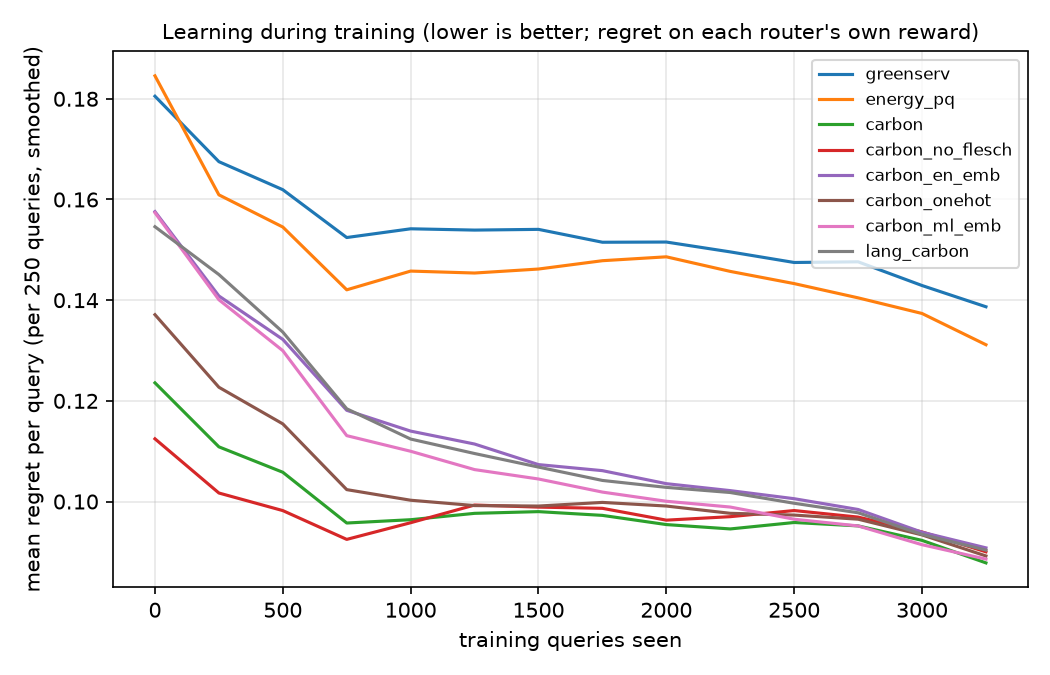 Learning during training (lower is better; regret on each router's own reward)
mean regret per query (per 250 queries, smoothed)
0.18
0.16
0.14
0.12
0.10
greenserv
energy_pq
carbon
carbon_no_flesch
carbon_en_emb
carbon_onehot
carbon_ml_emb
lang_carbon
0
500
1000
1500
2000
2500
3000
training queries seen